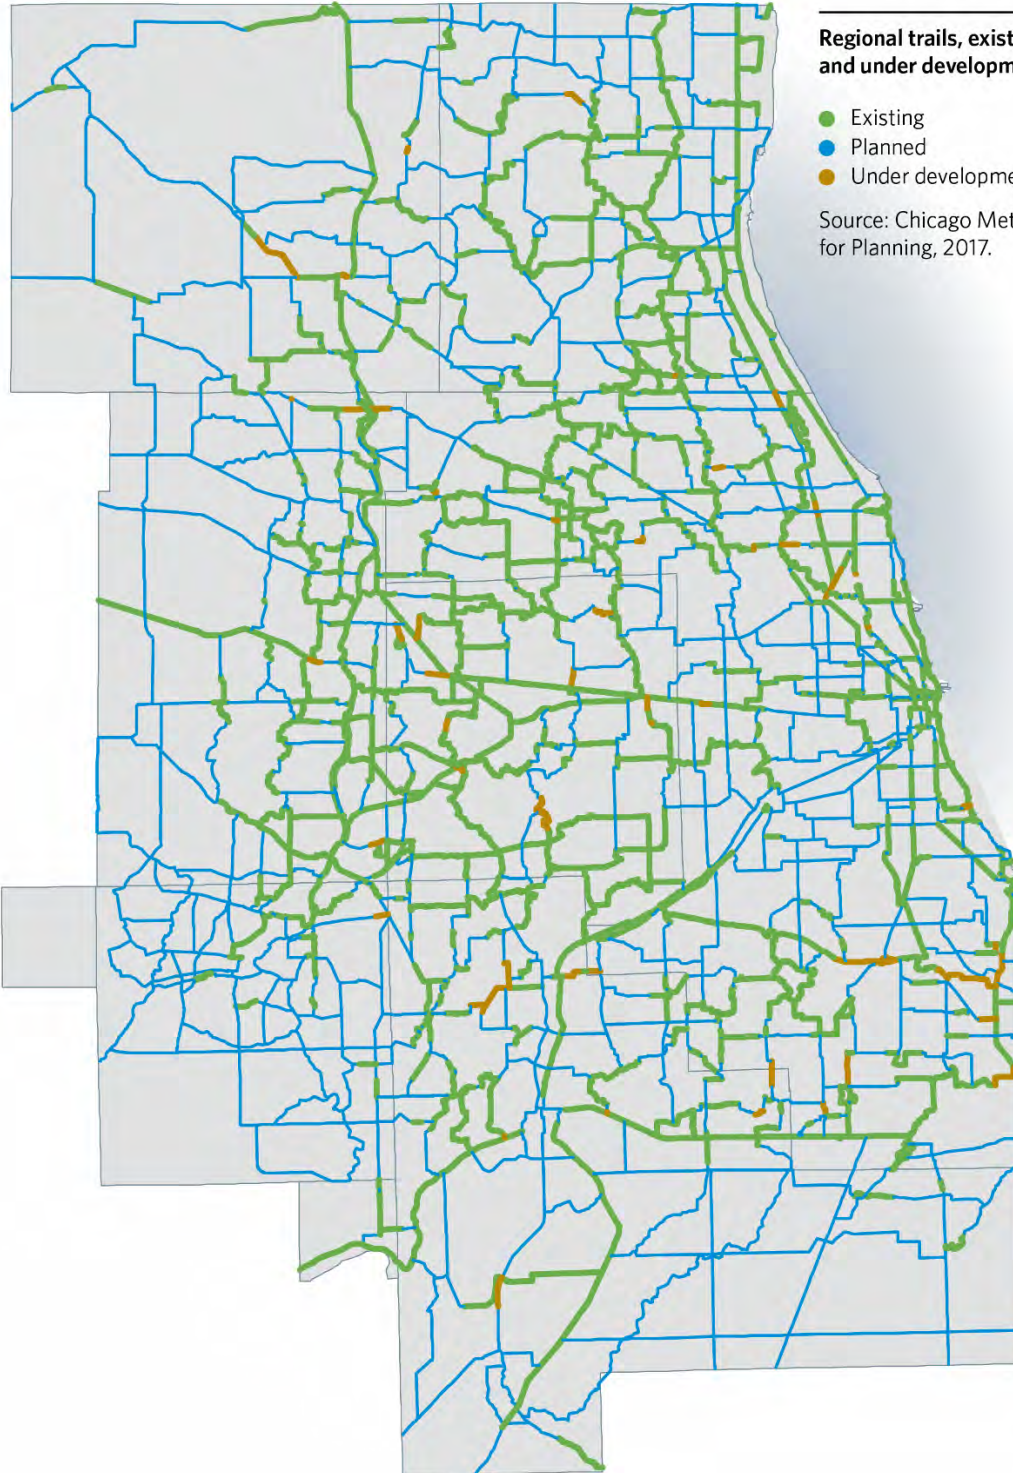 Regional trails, exist
and under developm
Existing
Planned
Under developme
Source: Chicago Met
for Planning, 2017.